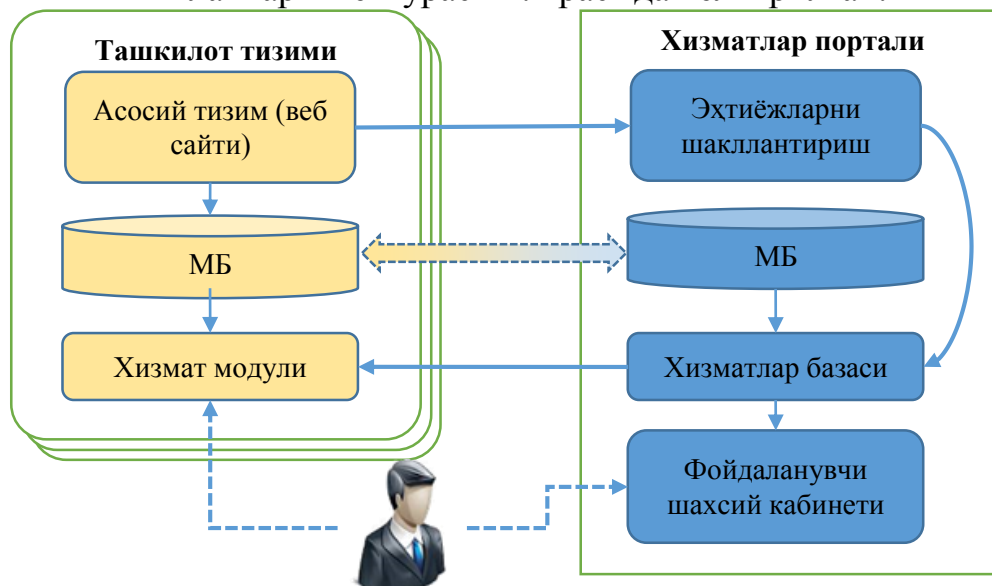 Ташкилот тизими
Асосий тизим (веб
сайти)
МБ
Хизмат модули
Хизматлар портали
Эҳтиёжларни
шакллантириш
МБ
Хизматлар базаси
Фойдаланувчи
шахсий кабинети